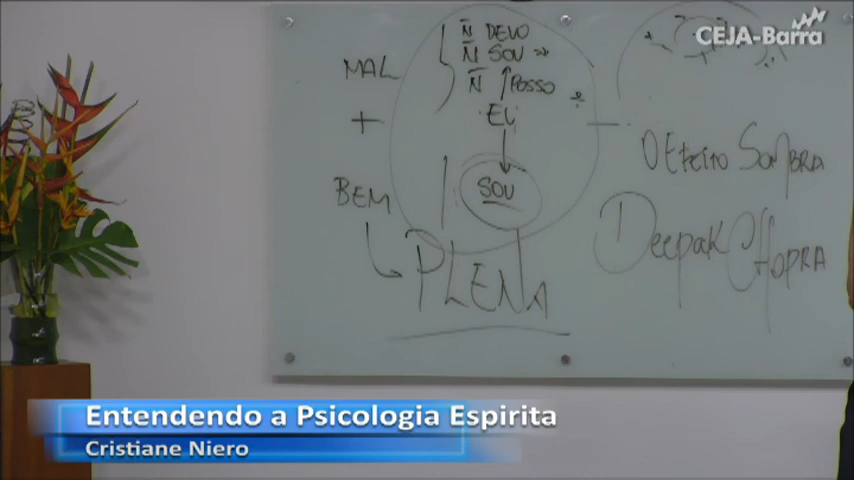 CEJA-Barra
Ñ DEVO
Ñ SOU
MAL
Ñ POSSO
+
EU
O EFEITO SOMBRA
BEM
SOU
DEEPAK CHOPRA
PLENA
Entendendo a Psicologia Espirita
Cristiane Niero